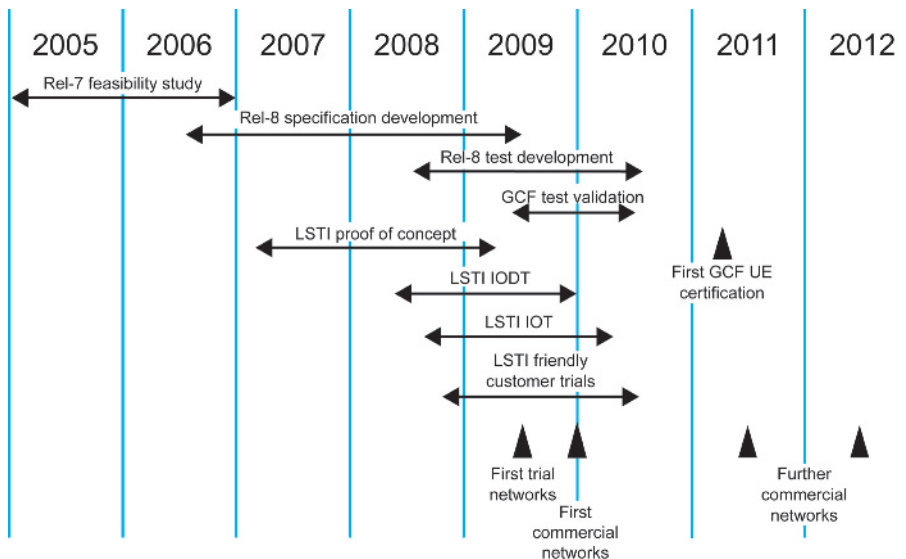 2005 2006 2007 2008 2009 2010 2011 2012
Rel-7 feasibility study
Rel-8 specification development
Rel-8 test development
GCF test validation
LSTI proof of concept
First GCF UE
certification
LSTI IODT
LSTI IOT
LSTI friendly
customer trials
First trial
networks
First
commercial
networks
Further
commercial
networks